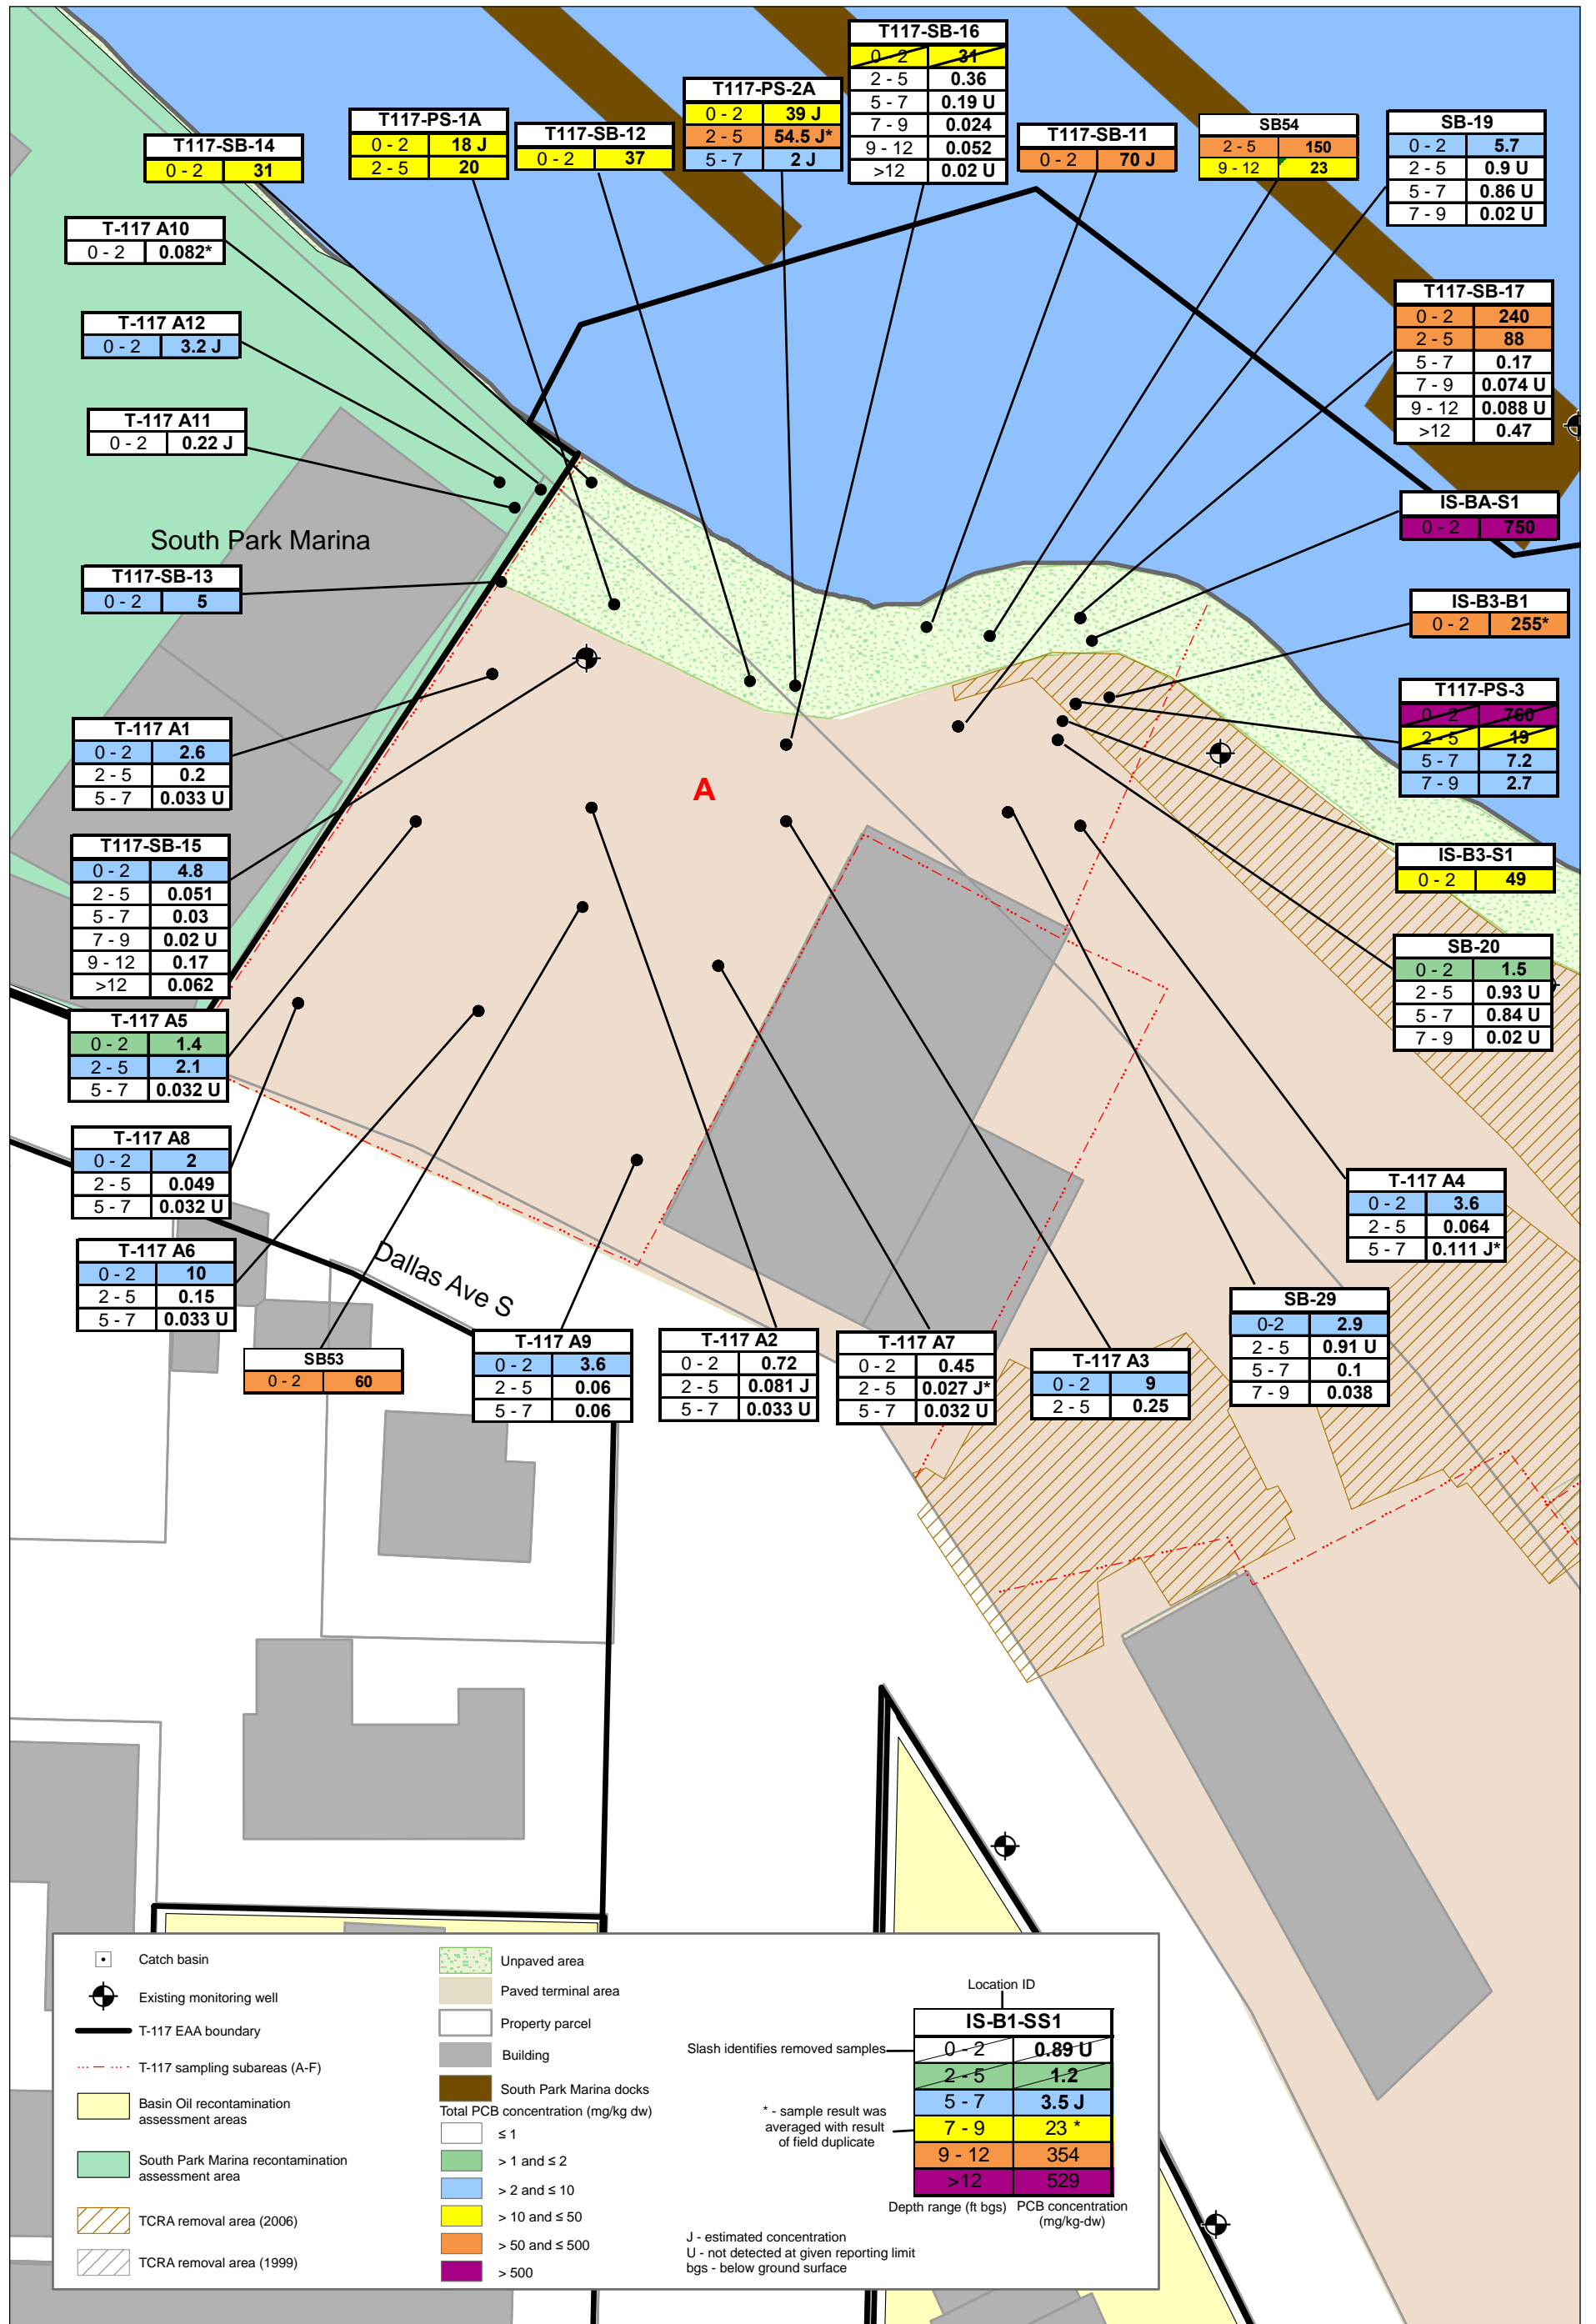 T117-SB-16
0 - 2 31
2 - 5 0.36
5 - 7 0.19 U
7 - 9 0.024
9 - 12 0.052
>12 0.02 U
T117-PS-2A
0 - 2 39 J
2 - 5 54.5 J*
5 - 7 2 J
T117-PS-1A
0 - 2 18 J
2 - 5 20
T117-SB-12
0 - 2 37
T117-SB-11
0 - 2 70 J
SB54
2 - 5 150
9 - 12 23
SB-19
0 - 2 5.7
2 - 5 0.9 U
5 - 7 0.86 U
7 - 9 0.02 U
T117-SB-14
0 - 2 31
T-117 A10
0 - 2 0.082*
T-117 A12
0 - 2 3.2 J
T-117 A11
0 - 2 0.22 J
T117-SB-17
0 - 2 240
2 - 5 88
5 - 7 0.17
7 - 9 0.074 U
9 - 12 0.088 U
>12 0.47
IS-BA-S1
0 - 2 750
South Park Marina
T117-SB-13
0 - 2 5
IS-B3-B1
0 - 2 255*
T117-PS-3
0 - 2 760
2 - 5 19
5 - 7 7.2
7 - 9 2.7
T-117 A1
0 - 2 2.6
2 - 5 0.2
5 - 7 0.033 U
A
T117-SB-15
0 - 2 4.8
2 - 5 0.051
5 - 7 0.03
7 - 9 0.02 U
9 - 12 0.17
>12 0.062
IS-B3-S1
0 - 2 49
SB-20
0 - 2 1.5
2 - 5 0.93 U
5 - 7 0.84 U
7 - 9 0.02 U
T-117 A5
0 - 2 1.4
2 - 5 2.1
5 - 7 0.032 U
T-117 A8
0 - 2 2
2 - 5 0.049
5 - 7 0.032 U
T-117 A4
0 - 2 3.6
2 - 5 0.064
5 - 7 0.111 J*
T-117 A6
0 - 2 10
2 - 5 0.15
5 - 7 0.033 U
Dallas Ave S
SB53
0 - 2 60
T-117 A9
0 - 2 3.6
2 - 5 0.06
5 - 7 0.06
T-117 A2
0 - 2 0.72
2 - 5 0.081 J
5 - 7 0.033 U
T-117 A7
0 - 2 0.45
2 - 5 0.027 J*
5 - 7 0.032 U
T-117 A3
0 - 2 9
2 - 5 0.25
SB-29
0-2 2.9
2 - 5 0.91 U
5 - 7 0.1
7 - 9 0.038
Catch basin
Existing monitoring well
T-117 EAA boundary
T-117 sampling subareas (A-F)
Basin Oil recontamination
assessment areas
South Park Marina recontamination
assessment area
TCRA removal area (2006)
TCRA removal area (1999)
Unpaved area
Paved terminal area
Property parcel
Building
South Park Marina docks
Total PCB concentration (mg/kg dw)
≤ 1
> 1 and ≤ 2
> 2 and ≤ 10
> 10 and ≤ 50
> 50 and ≤ 500
> 500
Location ID
IS-B1-SS1
0 - 2 0.89 U
2 - 5 1.2
5 - 7 3.5 J
7 - 9 23 *
9 - 12 354
>12 529
Slash identifies removed samples
* - sample result was
averaged with result
of field duplicate
Depth range (ft bgs) PCB concentration
(mg/kg-dw)
J - estimated concentration
U - not detected at given reporting limit
bgs - below ground surface